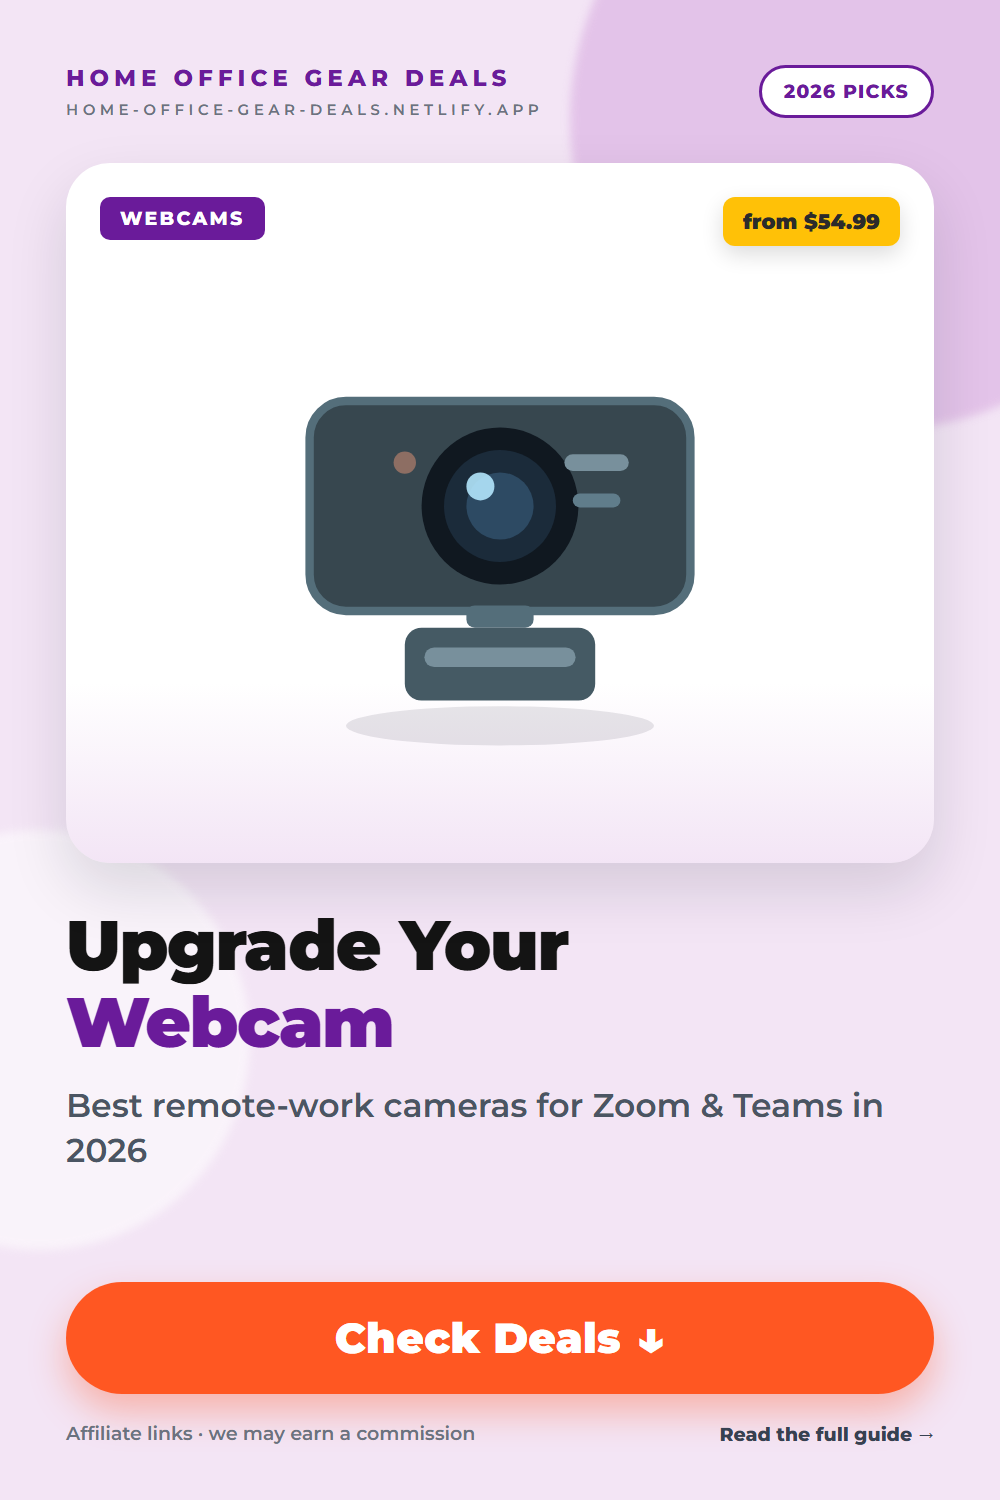 HOME OFFICE GEAR DEALS
HOME-OFFICE-GEAR-DEALS.NETLIFY.APP
2026 PICKS
WEBCAMS
from $54.99
Upgrade Your
Webcam
Best remote-work cameras for Zoom & Teams in
2026
Check Deals ↓
Affiliate links · we may earn a commission
Read the full guide →